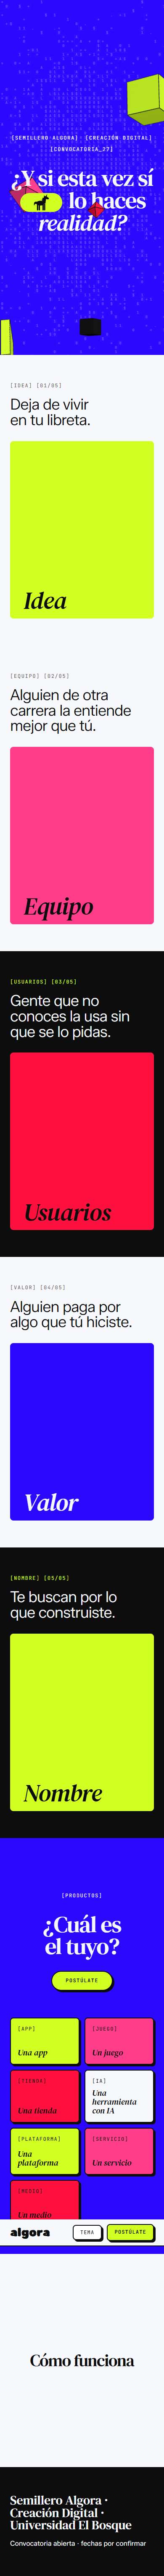 [SEMILLERO ALGORA] · [CREACIÓN DIGITAL]
[CONVOCATORIA_27]
¿Y si esta vez sí
lo haces
realidad?
[IDEA] [01/05]
Deja de vivir
en tu libreta.
Idea
[EQUIPO] [02/05]
Alguien de otra
carrera la entiende
mejor que tú.
Equipo
[USUARIOS] [03/05]
Gente que no
conoces la usa sin
que se lo pidas.
Usuarios
[VALOR] [04/05]
Alguien paga por
algo que tú hiciste.
Valor
[NOMBRE] [05/05]
Te buscan por lo
que construiste.
Nombre
[PRODUCTOS]
¿Cuál es
el tuyo?
POSTÚLATE
[APP]
Una app
[JUEGO]
Un juego
[TIENDA]
Una tienda
[IA]
Una
herramienta
con IA
[PLATAFORMA]
Una
plataforma
[SERVICIO]
Un servicio
[MEDIO]
Un medio
algora
TEMA
POSTÚLATE
Cómo funciona
Semillero Algora ·
Creación Digital ·
Universidad El Bosque
Convocatoria abierta · fechas por confirmar